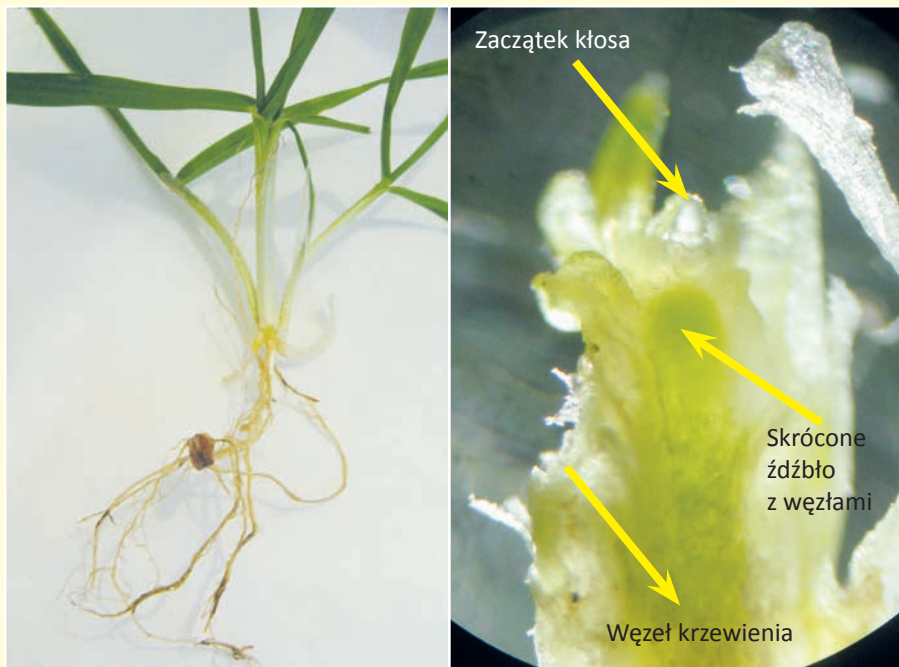 Zaczątek kłosa
Skrócone
źdźbło
z węzłami
Węzeł krzewienia